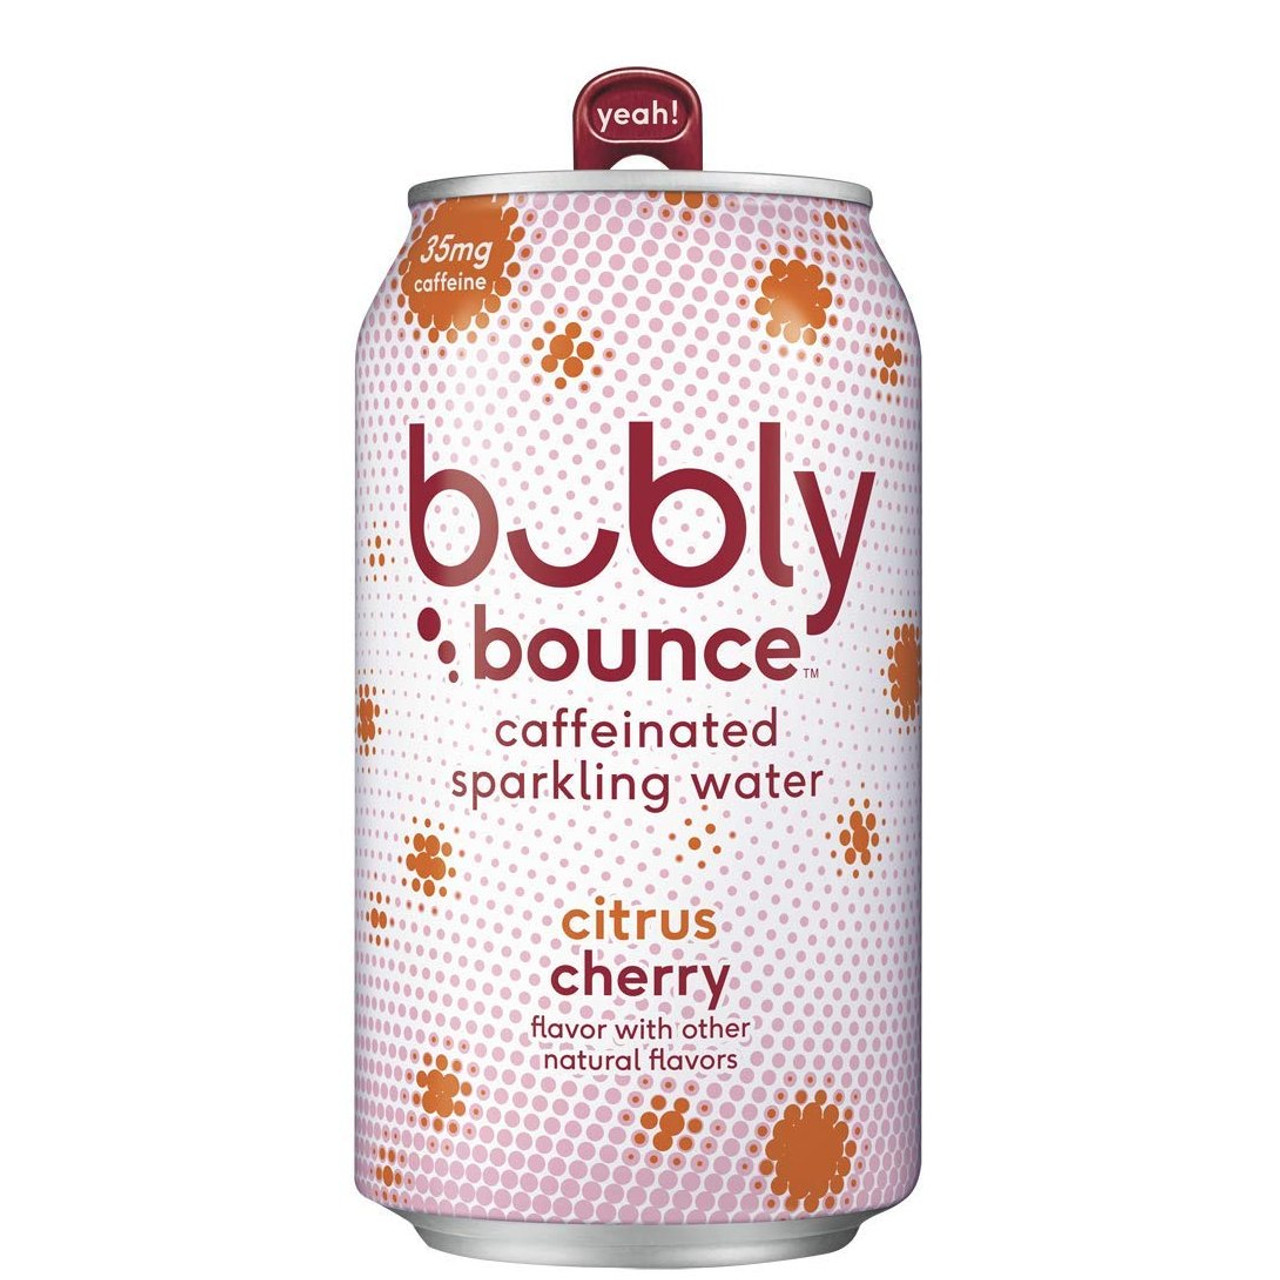 yeah!
35mg
caffeine
bubly
bounce™
caffeinated
sparkling water
citrus
cherry
flavor with other
natural flavors